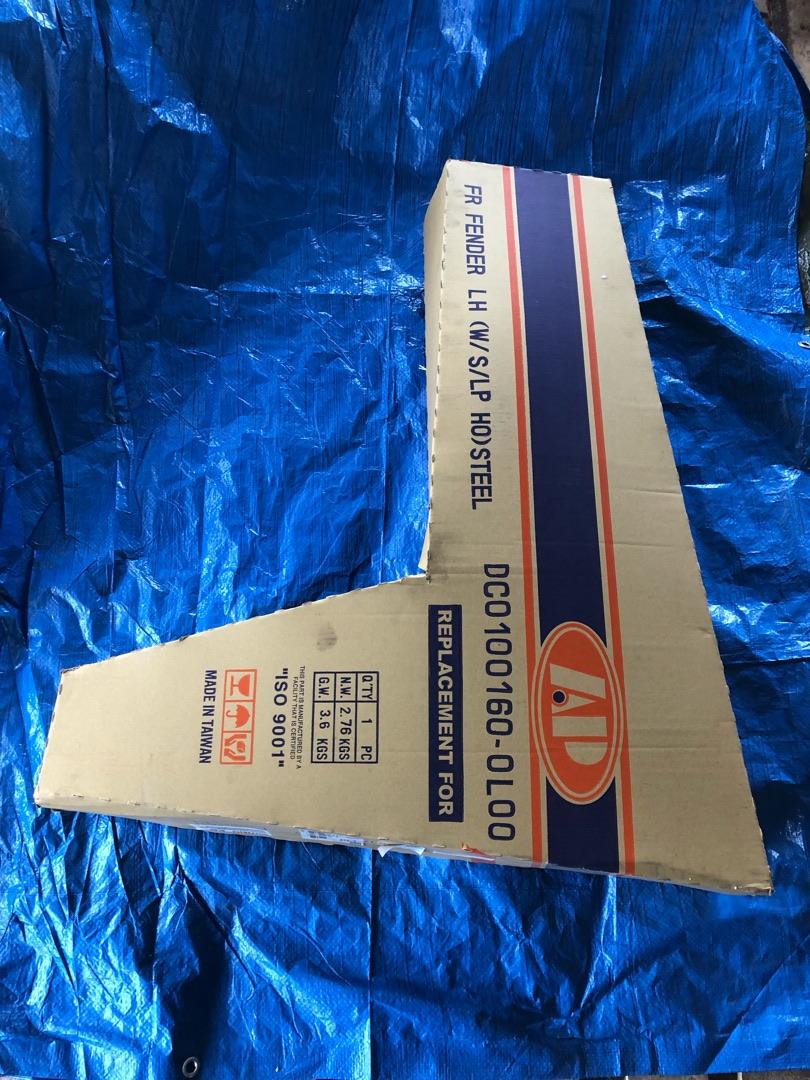 FR FENDER LH (W/S/LP HO)STEEL
DC0100160-0L00
AP
REPLACEMENT FOR
Q'TY 1 PC
N.W. 2.76 KGS
G.W. 3.6 KGS
THIS PART IS MANUFACTURED BY A
FACILITY THAT IS CERTIFIED
"ISO 9001"
MADE IN TAIWAN